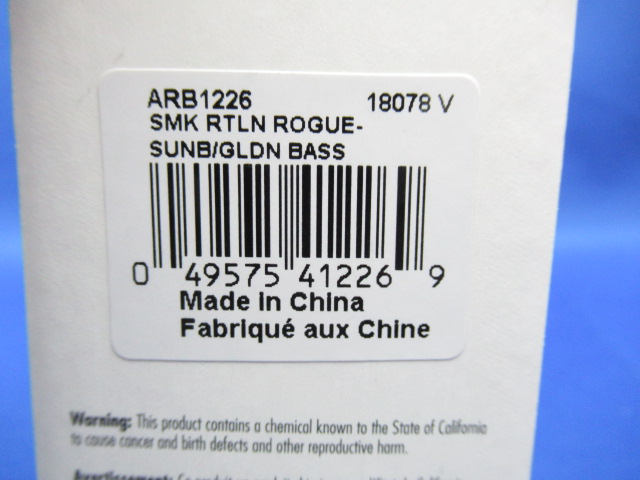 ARB1226 18078 V
SMK RTLN ROGUE-
SUNB/GLDN BASS
0 49575 41226 9
Made in China
Fabriqué aux Chine
Warning: This product contains a chemical known to the State of California
to cause cancer and birth defects and other reproductive harm.